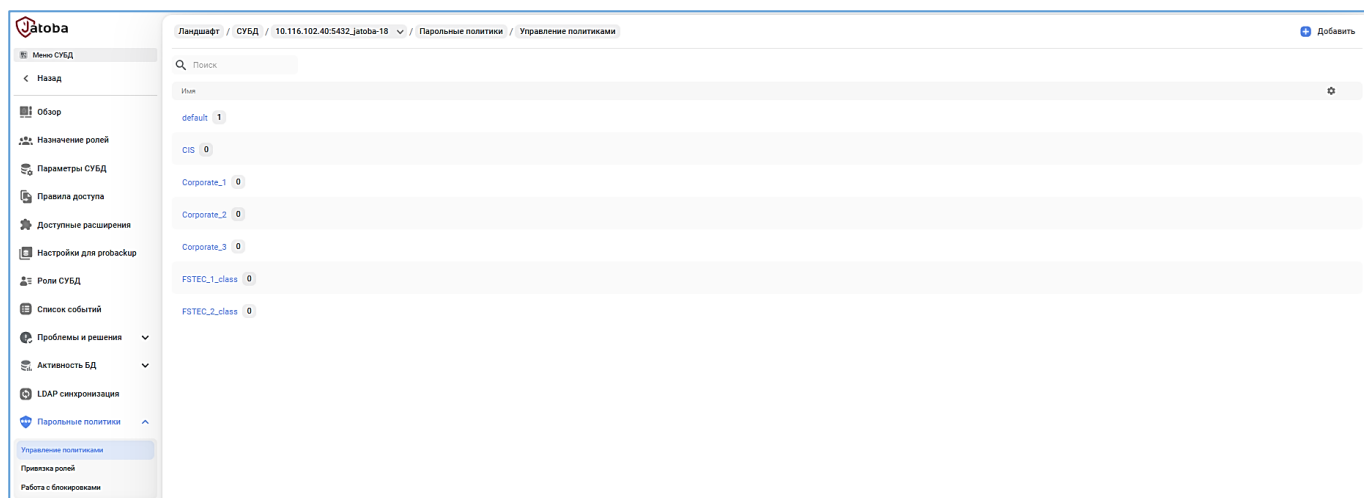 Jatoba
Ландшафт / СУБД / 10.116.102.40:5432_jatoba-18 / Парольные политики / Управление политиками
Добавить
Меню СУБД
Назад
Поиск
Имя
Обзор
Назначение ролей
Параметры СУБД
Правила доступа
Доступные расширения
Настройки для probackup
Роли СУБД
Список событий
Проблемы и решения
Активность БД
LDAP синхронизация
Парольные политики
Управление политиками
Привязка ролей
Работа с блокировками
default 1
CIS 0
Corporate_1 0
Corporate_2 0
Corporate_3 0
FSTEC_1_class 0
FSTEC_2_class 0